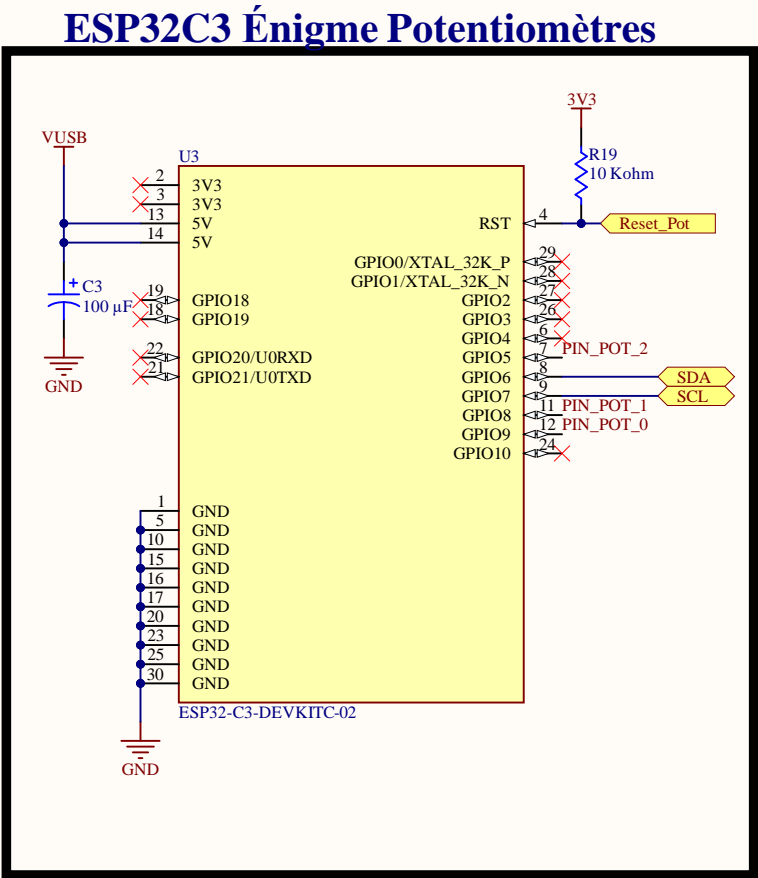 ESP32C3 Énigme Potentiomètres
3V3
VUSB
U3
R19
10 Kohm
2 3V3
3 3V3
13 5V
14 5V
RST 4 Reset_Pot
GPIO0/XTAL_32K_P 29
GPIO1/XTAL_32K_N 28
GPIO2 27
GPIO3 26
GPIO4 6
GPIO5 7 PIN_POT_2
GPIO6 8 SDA
GPIO7 9 SCL
GPIO8 11 PIN_POT_1
GPIO9 12 PIN_POT_0
GPIO10 24
+ C3
100 µF
GND
19 GPIO18
18 GPIO19
22 GPIO20/U0RXD
21 GPIO21/U0TXD
1 GND
5 GND
10 GND
15 GND
16 GND
17 GND
20 GND
23 GND
25 GND
30 GND
ESP32-C3-DEVKITC-02
GND